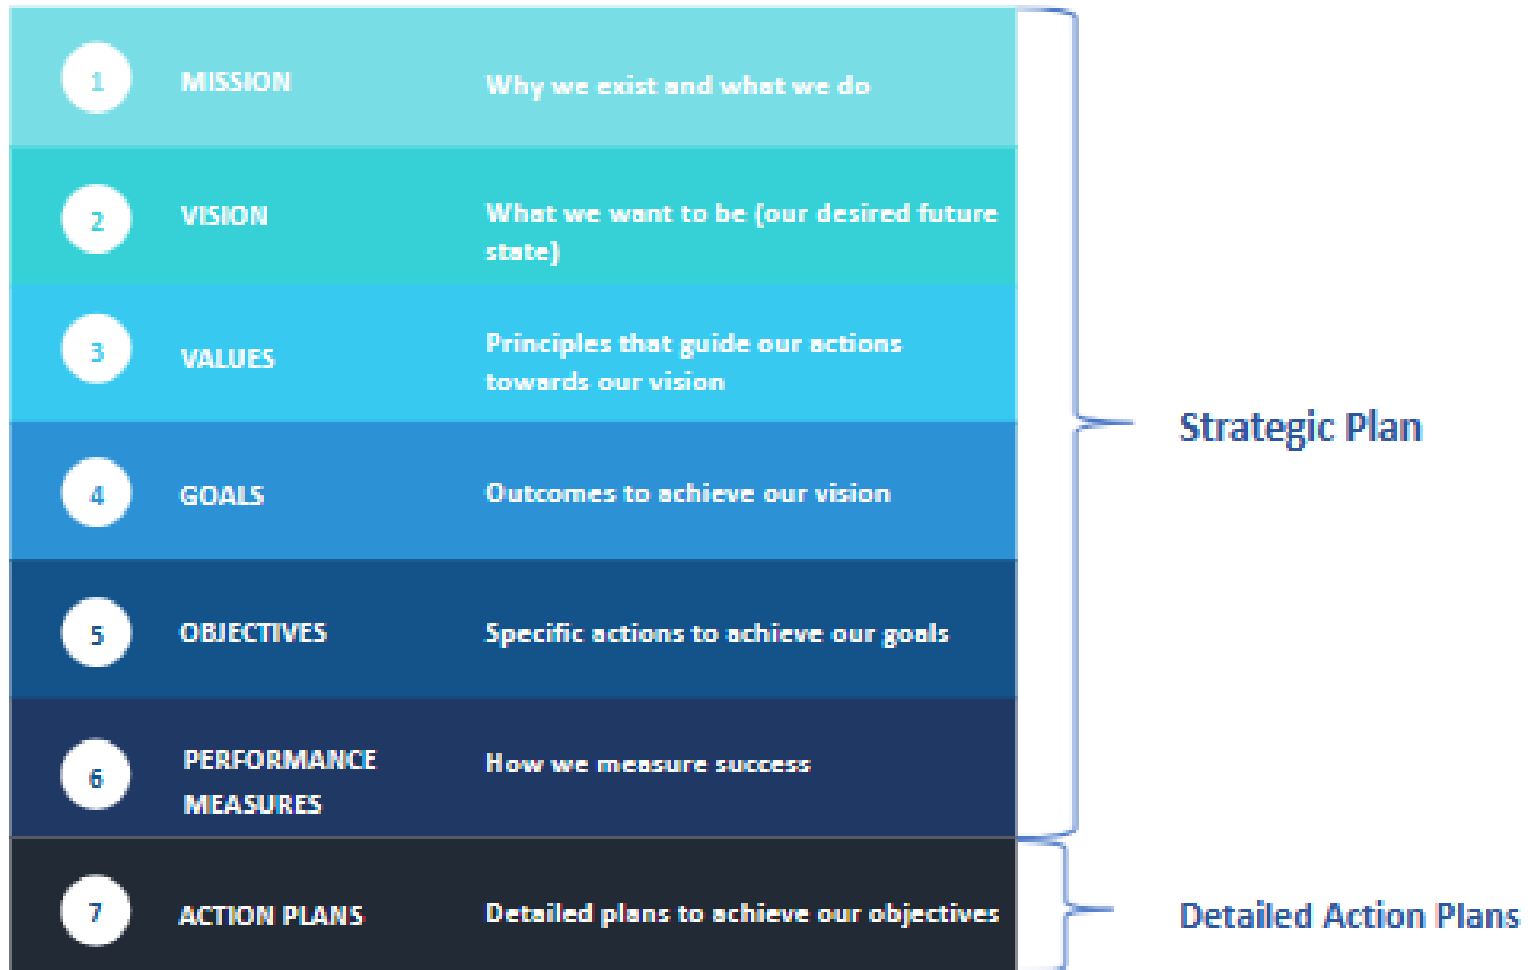 1 MISSION Why we exist and what we do
2 VISION What we want to be (our desired future
state)
3 VALUES Principles that guide our actions
towards our vision
Strategic Plan
4 GOALS Outcomes to achieve our vision
5 OBJECTIVES Specific actions to achieve our goals
6 PERFORMANCE
MEASURES
How we measure success
7 ACTION PLANS Detailed plans to achieve our objectives
Detailed Action Plans